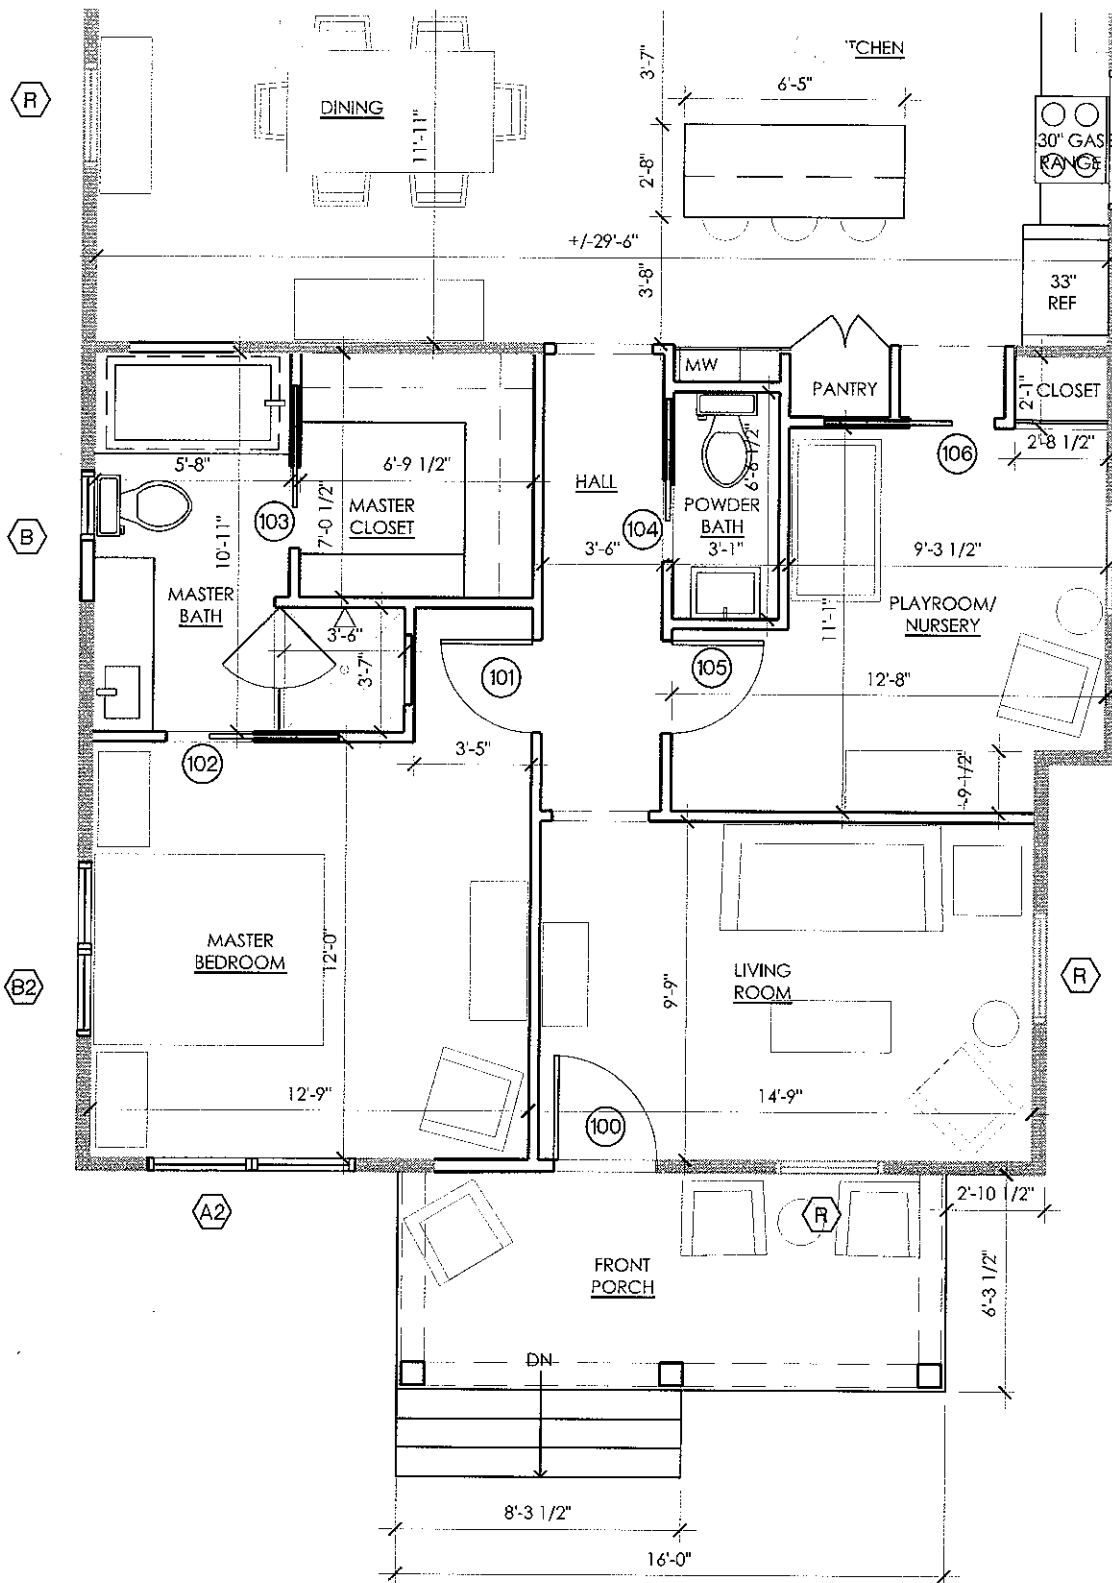 'TCHEN
3'-7"
6'-5"
R
DINING
11'-11"
2'-8"
30" GAS
RANGE
+/-29'-6"
3'-8"
33"
REF
MW
PANTRY
2'-1"
CLOSET
2'-8 1/2"
106
5'-8"
6'-9 1/2"
HALL
6'-6 1/2"
B
103
7'-0 1/2"
MASTER
CLOSET
104
POWDER
BATH
10'-11"
3'-6"
3'-1"
9'-3 1/2"
MASTER
BATH
PLAYROOM/
NURSERY
11'-1"
3'-6"
3'-7"
101
105
12'-8"
102
3'-5"
-9 1/2"
MASTER
BEDROOM
12'-0"
B2
LIVING
ROOM
9'-9"
R
12'-9"
14'-9"
100
A2
R
2'-10 1/2"
FRONT
PORCH
6'-3 1/2"
DN
8'-3 1/2"
16'-0"